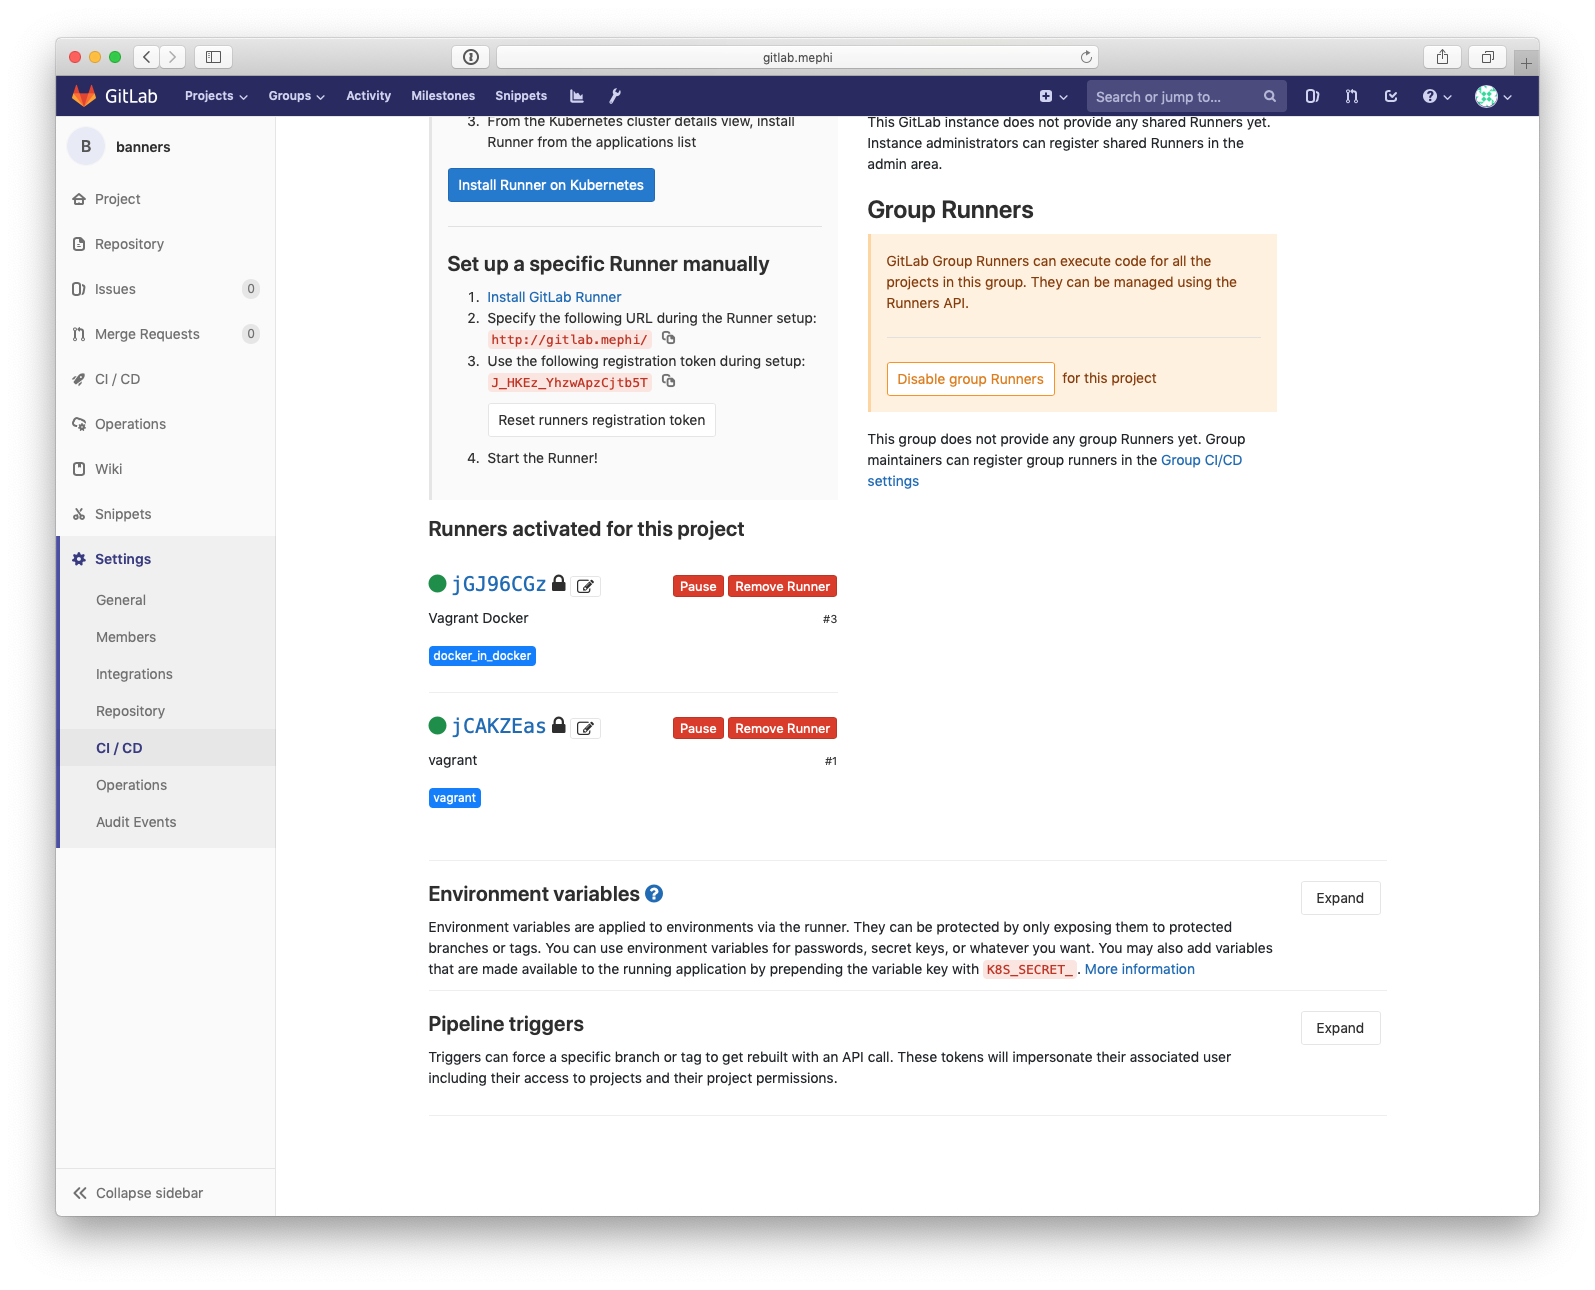 gitlab.mephi
GitLab
Projects
Groups
Activity
Milestones
Snippets
Search or jump to...
B
banners
Project
Repository
Issues
0
Merge Requests
0
CI / CD
Operations
Wiki
Snippets
Settings
General
Members
Integrations
Repository
CI / CD
Operations
Audit Events
Collapse sidebar
3. From the Kubernetes cluster details view, install
Runner from the applications list
Install Runner on Kubernetes
Set up a specific Runner manually
1. Install GitLab Runner
2. Specify the following URL during the Runner setup:
http://gitlab.mephi/
3. Use the following registration token during setup:
J_HKEz_YhzwApzCjtb5T
Reset runners registration token
4. Start the Runner!
This GitLab instance does not provide any shared Runners yet.
Instance administrators can register shared Runners in the
admin area.
Group Runners
GitLab Group Runners can execute code for all the
projects in this group. They can be managed using the
Runners API.
Disable group Runners for this project
This group does not provide any group Runners yet. Group
maintainers can register group runners in the Group CI/CD
settings
Runners activated for this project
jGJ96CGz
Pause
Remove Runner
Vagrant Docker
#3
docker_in_docker
jCAKZEas
Pause
Remove Runner
vagrant
#1
vagrant
Environment variables
Expand
Environment variables are applied to environments via the runner. They can be protected by only exposing them to protected
branches or tags. You can use environment variables for passwords, secret keys, or whatever you want. You may also add variables
that are made available to the running application by prepending the variable key with K8S_SECRET_. More information
Pipeline triggers
Expand
Triggers can force a specific branch or tag to get rebuilt with an API call. These tokens will impersonate their associated user
including their access to projects and their project permissions.